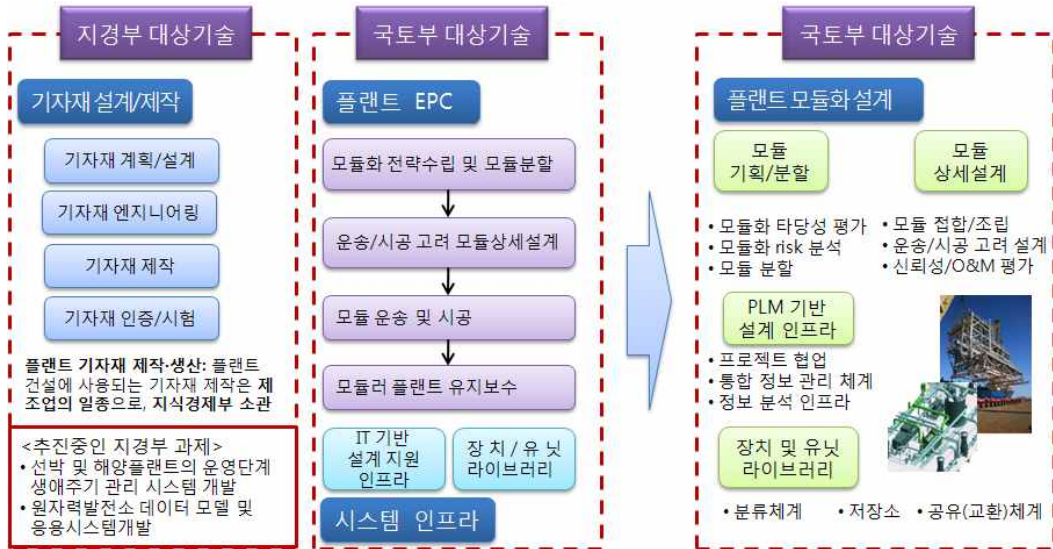 지경부 대상기술
기자재 설계/제작
기자재 계획/설계
기자재 엔지니어링
기자재 제작
기자재 인증/시험
플랜트 기자재 제작·생산: 플랜트
건설에 사용되는 기자재 제작은 제
조업의 일종으로, 지식경제부 소관
<추진중인 지경부 과제>
• 선박 및 해양플랜트의 운영단계
생애주기 관리 시스템 개발
• 원자력발전소 데이터 모델 및
응용시스템개발
국토부 대상기술
플랜트 EPC
모듈화 전략수립 및 모듈분할
운송/시공 고려 모듈상세설계
모듈 운송 및 시공
모듈러 플랜트 유지보수
IT 기반
설계 지원
인프라
장 치 / 유 닛
라이브러리
시스템 인프라
국토부 대상기술
플랜트 모듈화 설계
모듈
기획/분할
모듈
상세설계
• 모듈화 타당성 평가
• 모듈화 risk 분석
• 모듈 분할
• 모듈 접합/조립
• 운송/시공 고려 설계
• 신뢰성/O&M 평가
PLM 기반
설계 인프라
• 프로젝트 협업
• 통합 정보 관리 체계
• 정보 분석 인프라
장치 및 유닛
라이브러리
• 분류체계 • 저장소 • 공유(교환)체계